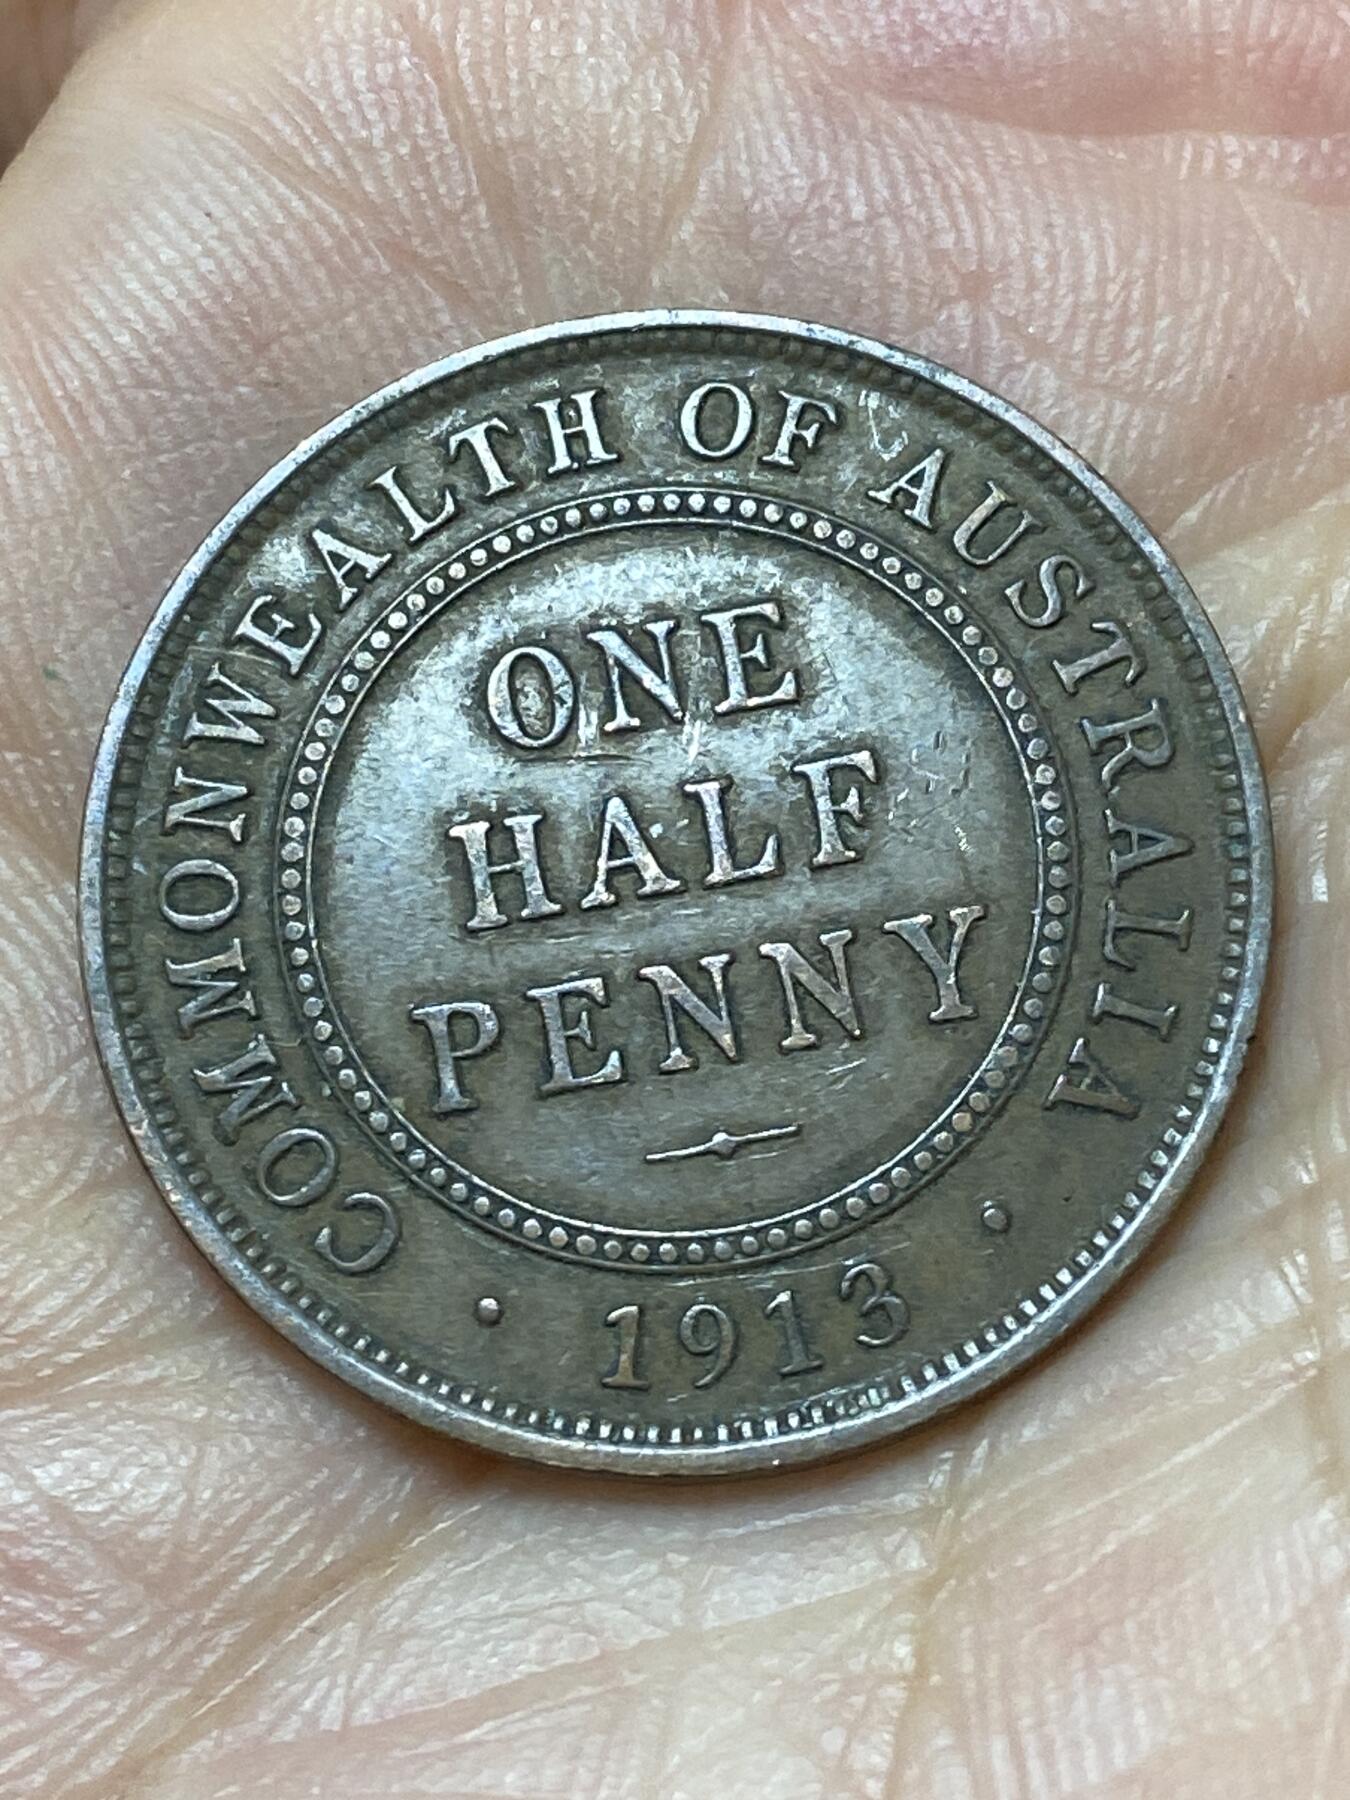 COMMONWEALTH OF AUSTRALIA
ONE
HALF
PENNY
· 1913 ·